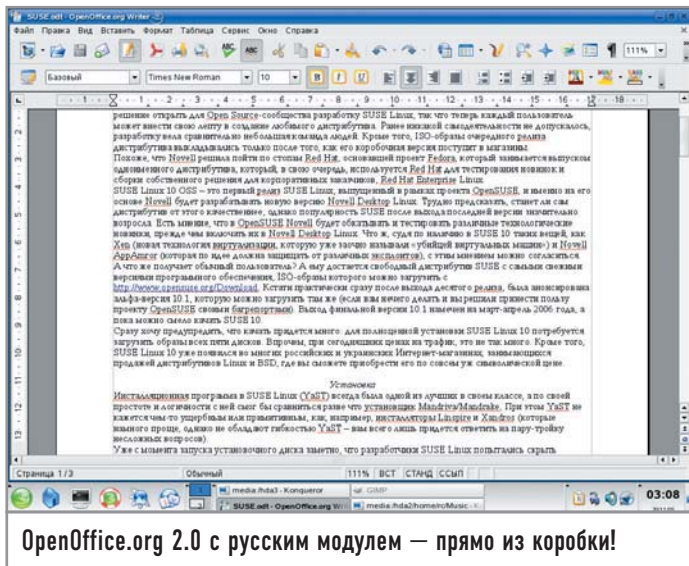 SUSE.odt - OpenOffice.org Writer
Файл Правка Вид Вставить Формат Таблица Сервис Окно Справка
111%
Базовый Times New Roman 10
решение открыть для Open Source-сообщества разработку SUSE Linux, так что теперь каждый пользователь
может внести свою лепту в создание любимого дистрибутива. Ранее никакой самодеятельности не допускалось,
разработку вела сравнительно небольшая команда людей. Кроме того, ISO-образы очередного релиза
дистрибутива выкладывались только после того, как его коробочная версия поступит в магазины.
Похоже, что Novell решила пойти по стопам Red Hat, основавшей проект Fedora, который занимается выпуском
одноименного дистрибутива, который, в свою очередь, используется Red Hat для тестирования новинок и
сборки собственного решения для корпоративных заказчиков, Red Hat Enterprise Linux.
SUSE Linux 10 OSS – это первый релиз SUSE Linux, выпущенный в рамках проекта OpenSUSE, и именно на его
основе Novell будет разрабатывать новую версию Novell Desktop Linux. Трудно предсказать, станет ли сам
дистрибутив от этого качественнее, однако популярность SUSE после выхода последней версии значительно
возросла. Есть мнение, что в OpenSUSE Novell будет обкатывать и тестировать различные технологические
новинки, прежде чем включать их в Novell Desktop Linux. Что ж, судя по наличию в SUSE 10 таких вещей, как
Xen (новая технология виртуализации, которую уже заочно называли «убийцей виртуальных машин») и Novell
AppAmror (которая по идее должна защищать от различных эксплоитов), с этим мнением можно согласиться.
А что же получает обычный пользователь? А ему достается свободный дистрибутив SUSE с самыми свежими
версиями программного обеспечения, ISO-образы которого можно загрузить с
http://www.opensuse.org/Download. Кстати практически сразу после выхода десятого релиза, была анонсирована
альфа-версия 10.1, которую можно загрузить там же (если вам нечего делать и вы решили принести пользу
проекту OpenSUSE своими багрепортами). Выход финальной версии 10.1 намечен на март-апрель 2006 года, а
пока можно смело качать SUSE 10.
Сразу хочу предупредить, что качать придется много: для полноценной установки SUSE Linux 10 потребуется
загрузить образы всех пяти дисков. Впрочем, при сегодняшних ценах на трафик, это не так много. Кроме того,
SUSE Linux 10 уже появился во многих российских и украинских Интернет-магазинах, занимающихся
продажей дистрибутивов Linux и BSD, где вы сможете приобрести его по совсем уж символической цене.
Установка
Инсталляционная программа в SUSE Linux (YaST) всегда была одной из лучших в своем классе, а по своей
простоте и логичности с ней смог бы сравниться разве что установщик Mandriva/Mandrake. При этом YaST не
кажется чем-то ущербным или примитивным, как, например, инсталляторы Linspire и Xandros (которые
намного проще, однако не обладают гибкостью YaST – вам всего лишь придется ответить на пару-тройку
несложных вопросов).
Уже с момента запуска установочного диска заметно, что разработчики SUSE Linux попытались скрыть
Страница 1/3 Обычный 111% ВСТ СТАНД ССЫП
media:/hda3 - Konqueror GIMP
SUSE.odt - OpenOffice.org Wri media:/hda2/home/ro/Music - K
03:08
OpenOffice.org 2.0 с русским модулем — прямо из коробки!